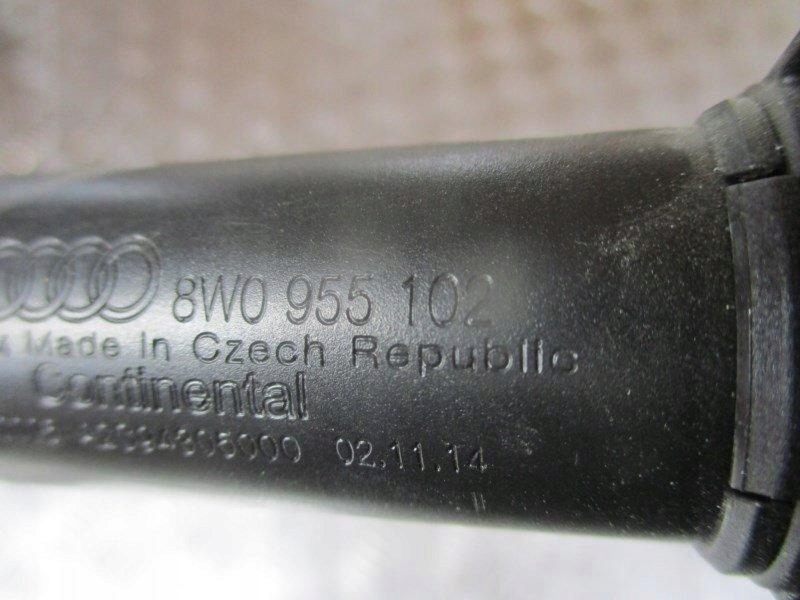 8W0 955 102
Made In Czech Republic
Continental
02.11.14